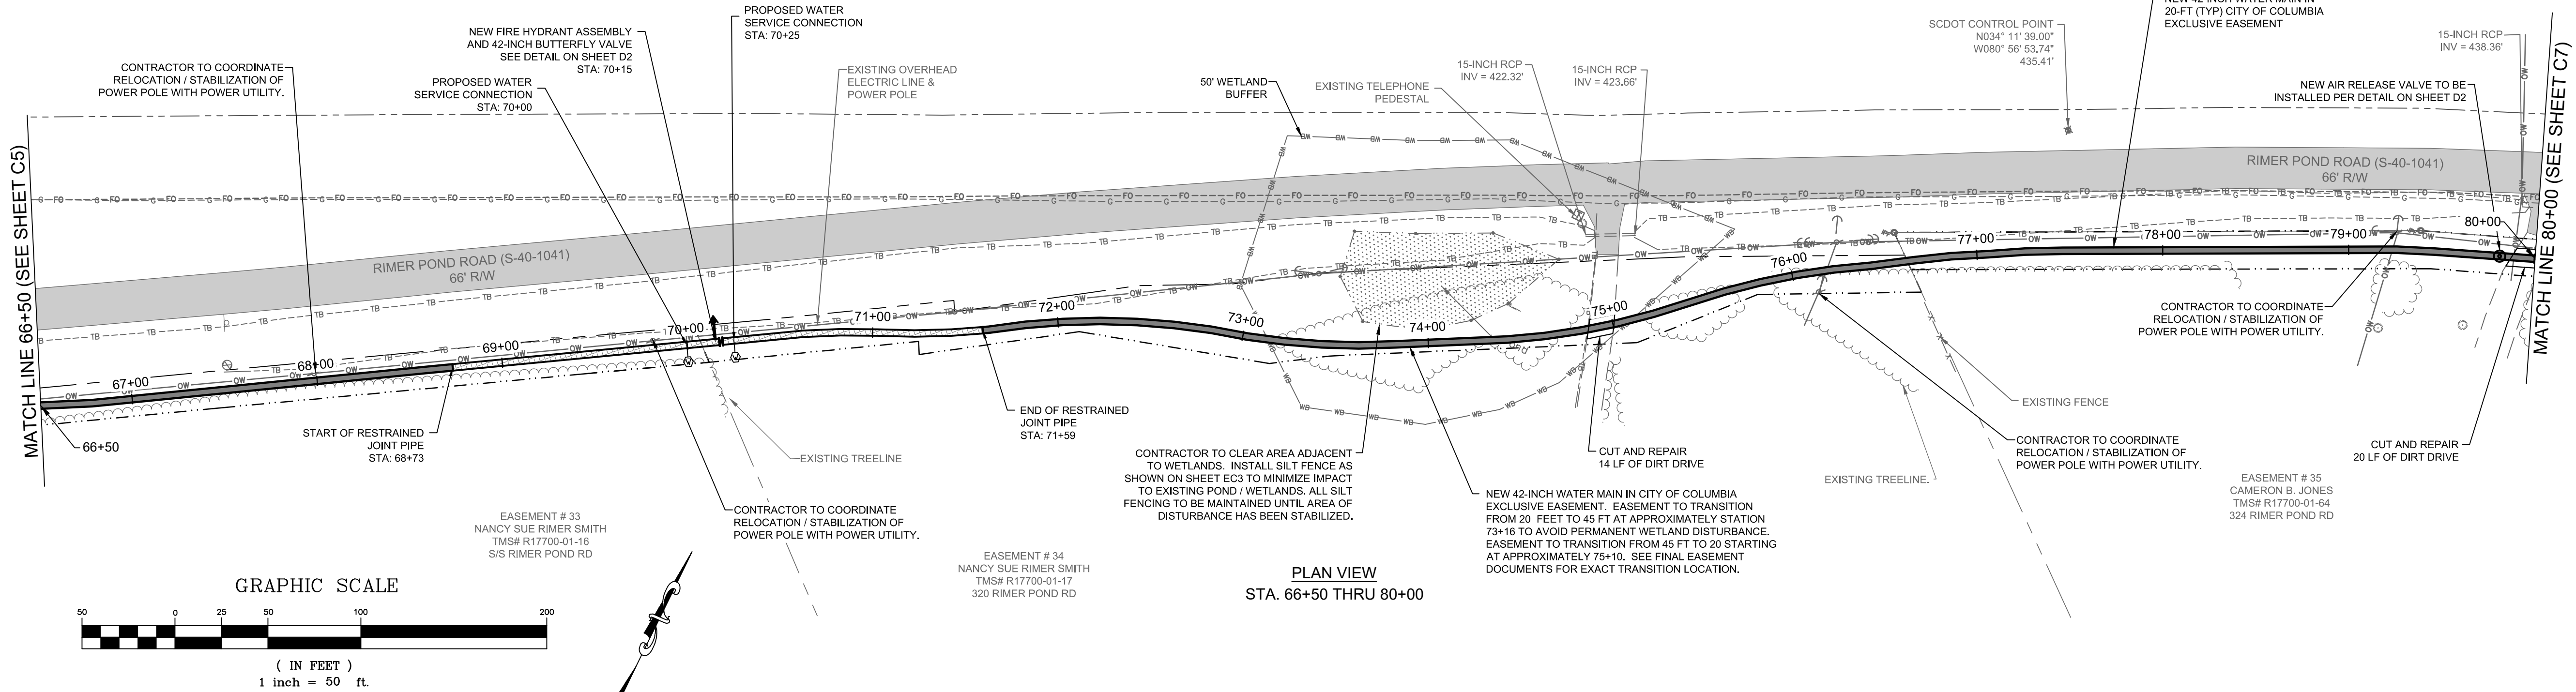 PROPOSED WATER
SERVICE CONNECTION
STA: 70+25
NEW FIRE HYDRANT ASSEMBLY
AND 42-INCH BUTTERFLY VALVE
SEE DETAIL ON SHEET D2
STA: 70+15
CONTRACTOR TO COORDINATE
RELOCATION / STABILIZATION OF
POWER POLE WITH POWER UTILITY.
PROPOSED WATER
SERVICE CONNECTION
STA: 70+00
EXISTING OVERHEAD
ELECTRIC LINE &
POWER POLE
50' WETLAND
BUFFER
EXISTING TELEPHONE
PEDESTAL
15-INCH RCP
INV = 422.32'
15-INCH RCP
INV = 423.66'
SCDOT CONTROL POINT
N034° 11' 39.00"
W080° 56' 53.74"
435.41'
NEW 42-INCH WATER MAIN IN
20-FT (TYP) CITY OF COLUMBIA
EXCLUSIVE EASEMENT
15-INCH RCP
INV = 438.36'
NEW AIR RELEASE VALVE TO BE
INSTALLED PER DETAIL ON SHEET D2
MATCH LINE 66+50 (SEE SHEET C5)
MATCH LINE 80+00 (SEE SHEET C7)
RIMER POND ROAD (S-40-1041)
66' R/W
RIMER POND ROAD (S-40-1041)
66' R/W
66+50
67+00
68+00
69+00
70+00
71+00
72+00
73+00
74+00
75+00
76+00
77+00
78+00
79+00
80+00
START OF RESTRAINED
JOINT PIPE
STA: 68+73
EXISTING TREELINE
CONTRACTOR TO COORDINATE
RELOCATION / STABILIZATION OF
POWER POLE WITH POWER UTILITY.
END OF RESTRAINED
JOINT PIPE
STA: 71+59
CONTRACTOR TO CLEAR AREA ADJACENT
TO WETLANDS. INSTALL SILT FENCE AS
SHOWN ON SHEET EC3 TO MINIMIZE IMPACT
TO EXISTING POND / WETLANDS. ALL SILT
FENCING TO BE MAINTAINED UNTIL AREA OF
DISTURBANCE HAS BEEN STABILIZED.
CUT AND REPAIR
14 LF OF DIRT DRIVE
NEW 42-INCH WATER MAIN IN CITY OF COLUMBIA
EXCLUSIVE EASEMENT. EASEMENT TO TRANSITION
FROM 20 FEET TO 45 FT AT APPROXIMATELY STATION
73+16 TO AVOID PERMANENT WETLAND DISTURBANCE.
EASEMENT TO TRANSITION FROM 45 FT TO 20 STARTING
AT APPROXIMATELY 75+10. SEE FINAL EASEMENT
DOCUMENTS FOR EXACT TRANSITION LOCATION.
EXISTING TREELINE.
EXISTING FENCE
CONTRACTOR TO COORDINATE
RELOCATION / STABILIZATION OF
POWER POLE WITH POWER UTILITY.
CONTRACTOR TO COORDINATE
RELOCATION / STABILIZATION OF
POWER POLE WITH POWER UTILITY.
CUT AND REPAIR
20 LF OF DIRT DRIVE
EASEMENT # 33
NANCY SUE RIMER SMITH
TMS# R17700-01-16
S/S RIMER POND RD
EASEMENT # 34
NANCY SUE RIMER SMITH
TMS# R17700-01-17
320 RIMER POND RD
EASEMENT # 35
CAMERON B. JONES
TMS# R17700-01-64
324 RIMER POND RD
PLAN VIEW
STA. 66+50 THRU 80+00
GRAPHIC SCALE
50 0 25 50 100 200
( IN FEET )
1 inch = 50 ft.